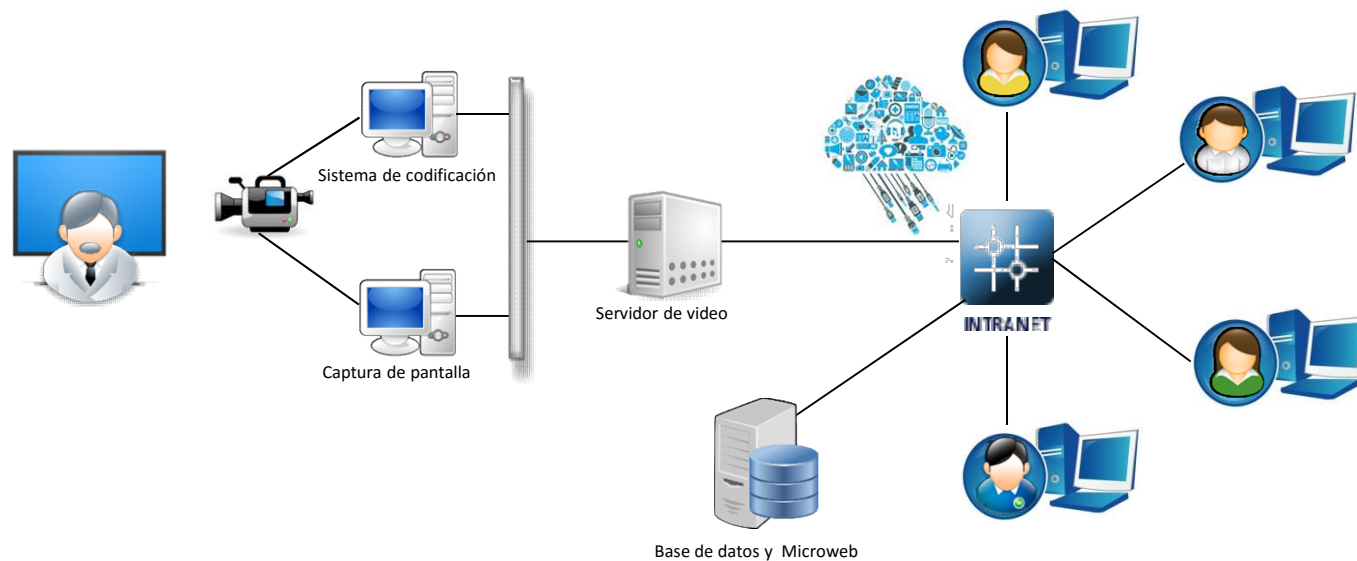 Sistema de codificación
Captura de pantalla
Servidor de video
INTRANET
Base de datos y Microweb